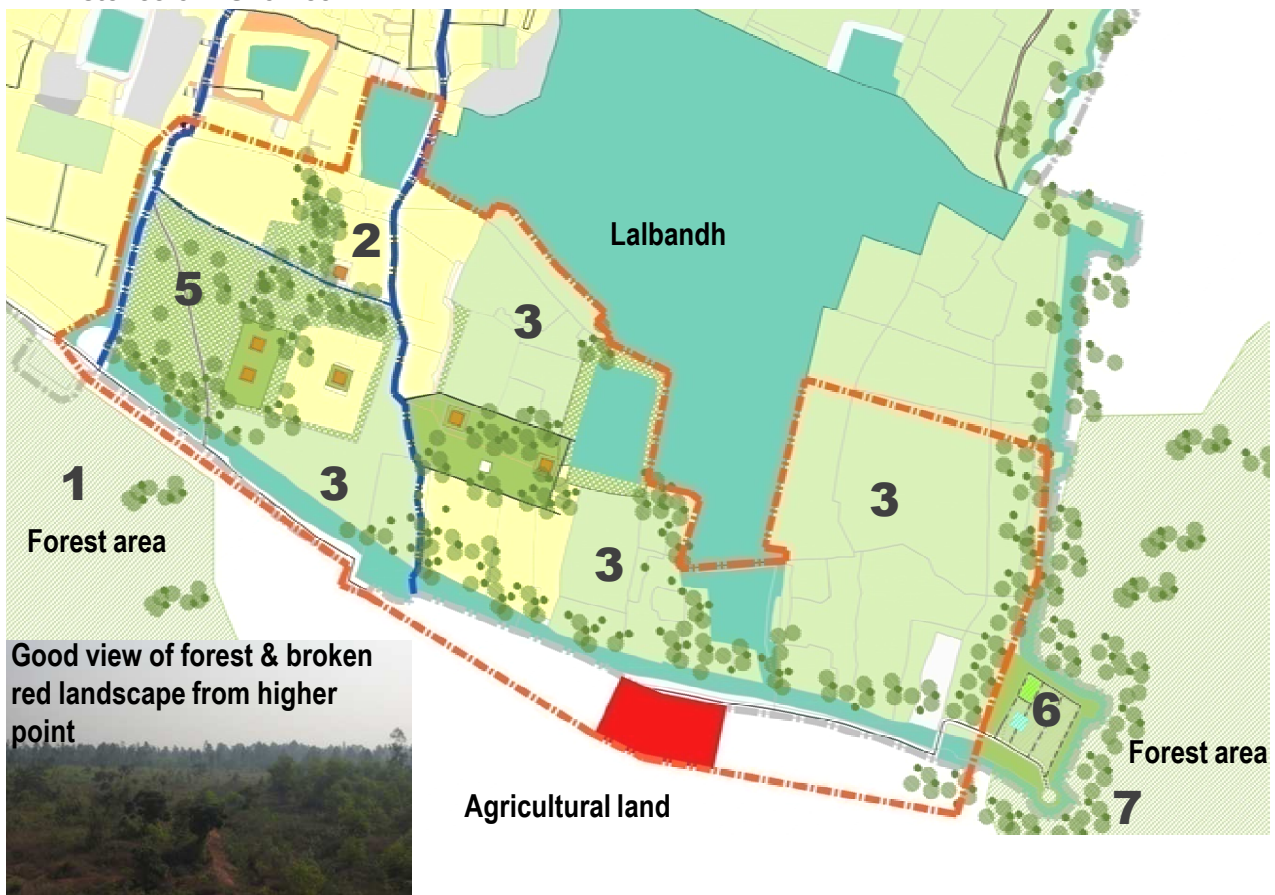 Lalbandh
2
5
3
3
3
3
1
Forest area
Good view of forest & broken
red landscape from higher
point
6
Forest area
7
Agricultural land